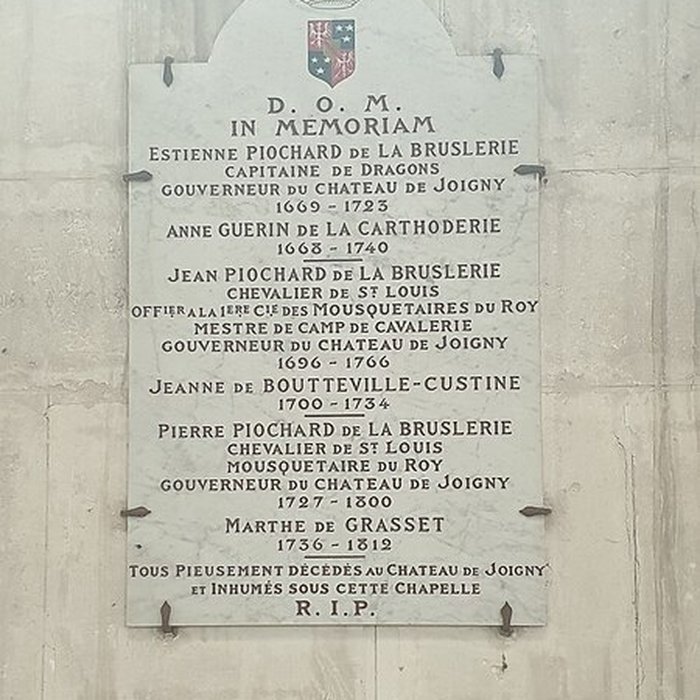 D. O. M.
IN MEMORIAM
ESTIENNE PIOCHARD DE LA BRUSLERIE
CAPITAINE DE DRAGONS
GOUVERNEUR DU CHATEAU DE JOIGNY
1669 - 1723
ANNE GUERIN DE LA CARTHODERIE
1668 - 1740
JEAN PIOCHARD DE LA BRUSLERIE
CHEVALIER DE ST LOUIS
OFFIER A LA 1ERE CIE DES MOUSQUETAIRES DU ROY
MESTRE DE CAMP DE CAVALERIE
GOUVERNEUR DU CHATEAU DE JOIGNY
1696 - 1766
JEANNE DE BOUTTEVILLE-CUSTINE
1700 - 1734
PIERRE PIOCHARD DE LA BRUSLERIE
CHEVALIER DE ST LOUIS
MOUSQUETAIRE DU ROY
GOUVERNEUR DU CHATEAU DE JOIGNY
1727 - 1800
MARTHE DE GRASSET
1736 - 1812
TOUS PIEUSEMENT DÉCÉDÉS AU CHATEAU DE JOIGNY
ET INHUMÉS SOUS CETTE CHAPELLE
R. I. P.